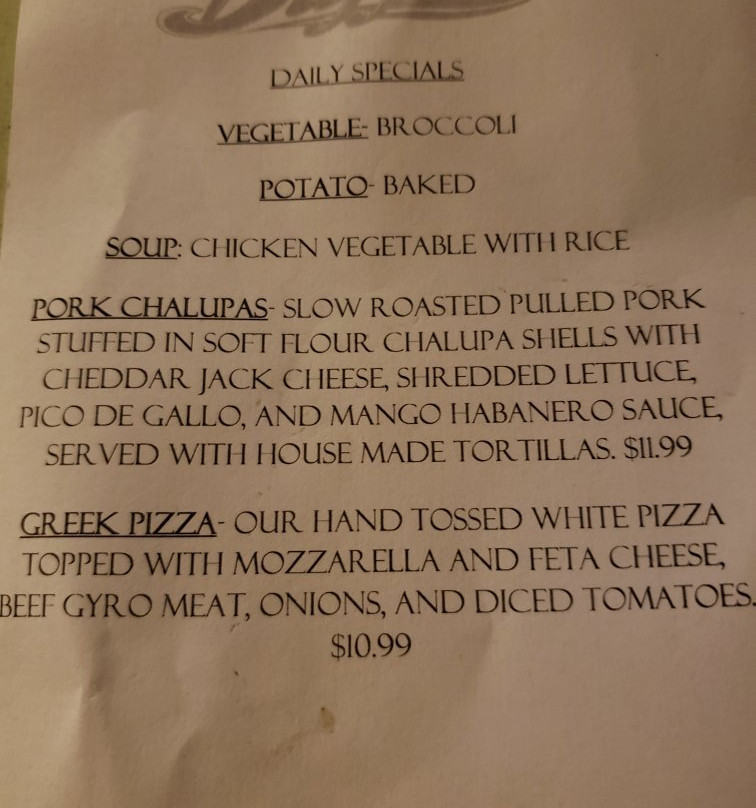 DAILY SPECIALS
VEGETABLE- BROCCOLI
POTATO- BAKED
SOUP: CHICKEN VEGETABLE WITH RICE
PORK CHALUPAS- SLOW ROASTED PULLED PORK
STUFFED IN SOFT FLOUR CHALUPA SHELLS WITH
CHEDDAR JACK CHEESE, SHREDDED LETTUCE,
PICO DE GALLO, AND MANGO HABANERO SAUCE,
SERVED WITH HOUSE MADE TORTILLAS. $11.99
GREEK PIZZA- OUR HAND TOSSED WHITE PIZZA
TOPPED WITH MOZZARELLA AND FETA CHEESE,
BEEF GYRO MEAT, ONIONS, AND DICED TOMATOES.
$10.99